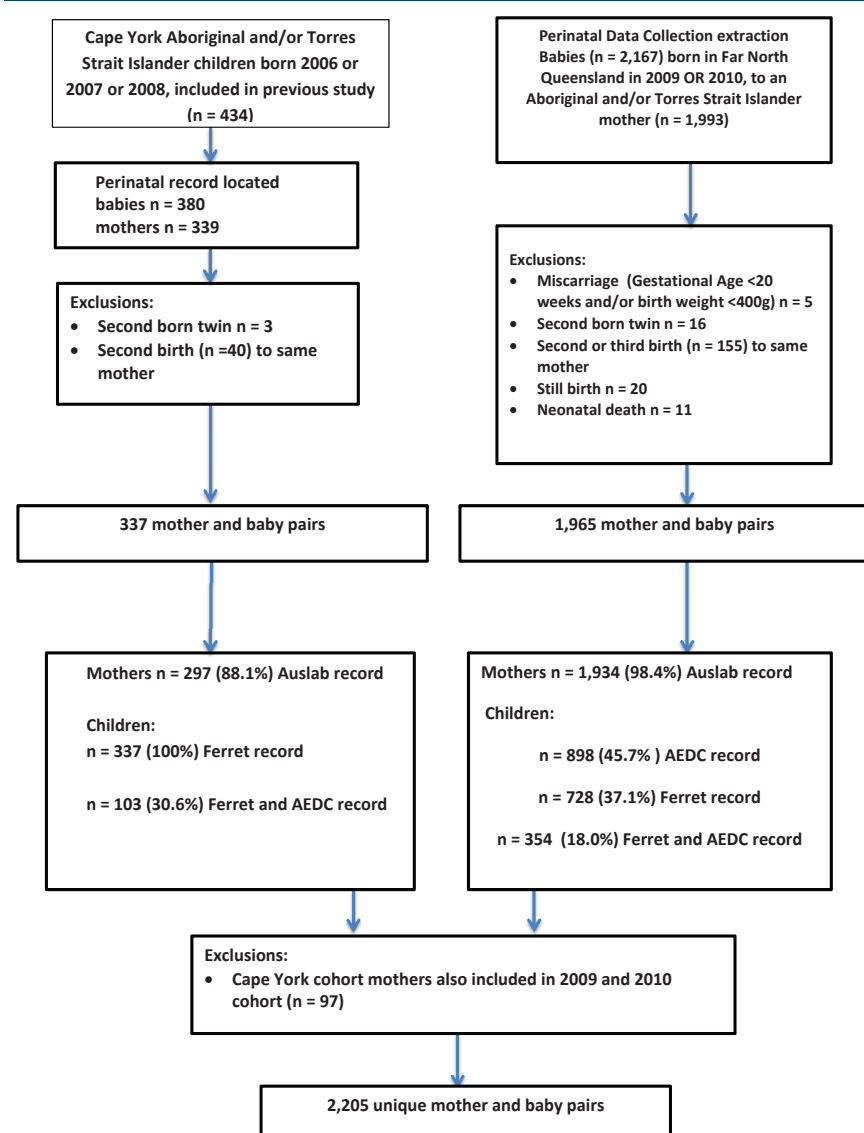 Cape York Aboriginal and/or Torres
Strait Islander children born 2006 or
2007 or 2008, included in previous study
(n = 434)
Perinatal Data Collection extraction
Babies (n = 2,167) born in Far North
Queensland in 2009 OR 2010, to an
Aboriginal and/or Torres Strait Islander
mother (n = 1,993)
Perinatal record located
babies n = 380
mothers n = 339
Exclusions:
• Second born twin n = 3
• Second birth (n =40) to same
mother
Exclusions:
• Miscarriage (Gestational Age <20
weeks and/or birth weight <400g) n = 5
• Second born twin n = 16
• Second or third birth (n = 155) to same
mother
• Still birth n = 20
• Neonatal death n = 11
337 mother and baby pairs
1,965 mother and baby pairs
Mothers n = 297 (88.1%) Auslab record
Children:
n = 337 (100%) Ferret record
n = 103 (30.6%) Ferret and AEDC record
Mothers n = 1,934 (98.4%) Auslab record
Children:
n = 898 (45.7% ) AEDC record
n = 728 (37.1%) Ferret record
n = 354 (18.0%) Ferret and AEDC record
Exclusions:
• Cape York cohort mothers also included in 2009 and 2010
cohort (n = 97)
2,205 unique mother and baby pairs